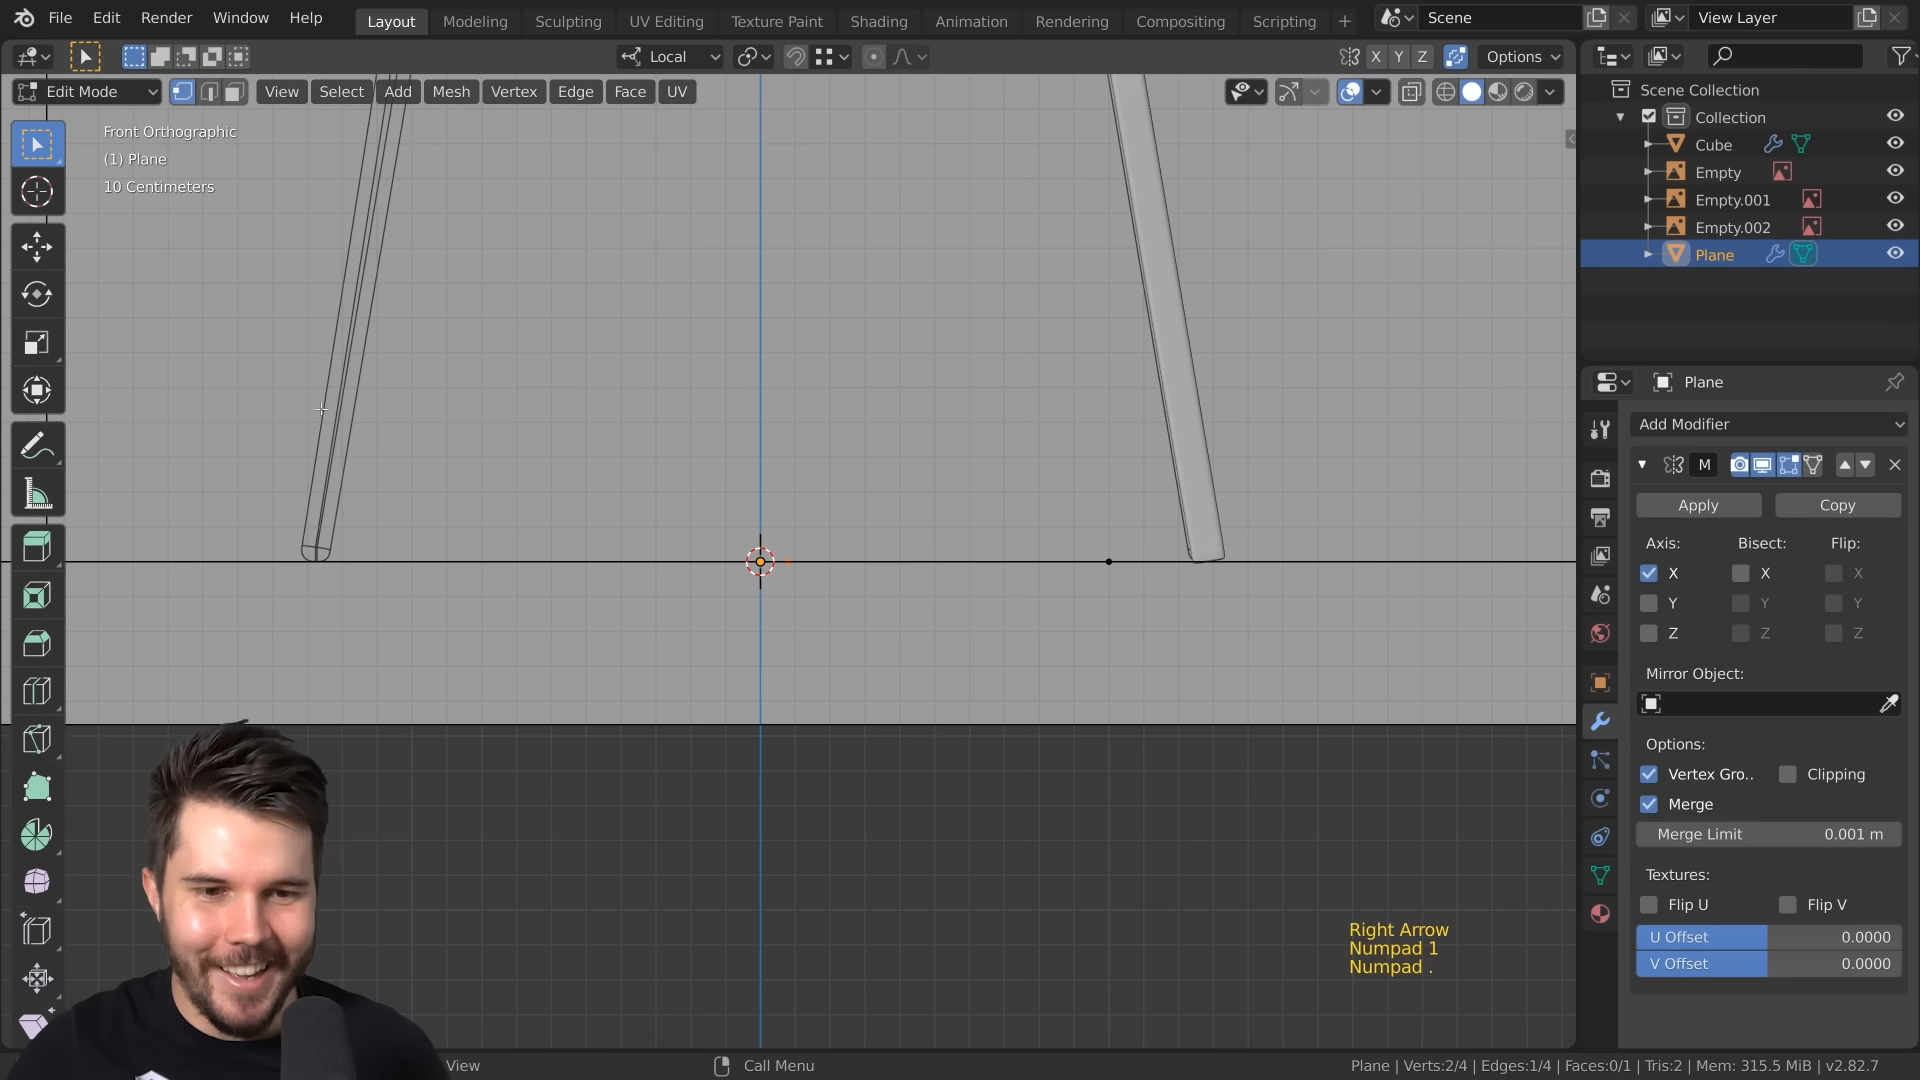 File Edit Render Window Help Layout Modeling Sculpting UV Editing Texture Paint Shading Animation Rendering Compositing Scripting + Scene View Layer
Local X Y Z Options
Edit Mode View Select Add Mesh Vertex Edge Face UV
Front Orthographic
(1) Plane
10 Centimeters
Scene Collection
Collection
Cube
Empty
Empty.001
Empty.002
Plane
Plane
Add Modifier
M
Apply Copy
Axis: Bisect: Flip:
X X X
Y Y Y
Z Z Z
Mirror Object:
Options:
Vertex Gro.. Clipping
Merge
Merge Limit 0.001 m
Textures:
Flip U Flip V
U Offset 0.0000
V Offset 0.0000
Right Arrow
Numpad 1
Numpad .
View Call Menu Plane | Verts:2/4 | Edges:1/4 | Faces:0/1 | Tris:2 | Mem: 315.5 MiB | v2.82.7